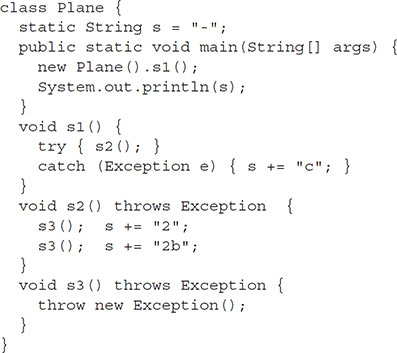 class Plane {
  static String s = "-";
  public static void main(String[] args) {
    new Plane().s1();
    System.out.println(s);
  }
  void s1() {
    try { s2(); }
    catch (Exception e) { s += "c"; }
  }
  void s2() throws Exception  {
    s3();  s += "2";
    s3();  s += "2b";
  }
  void s3() throws Exception {
    throw new Exception();
  }
}